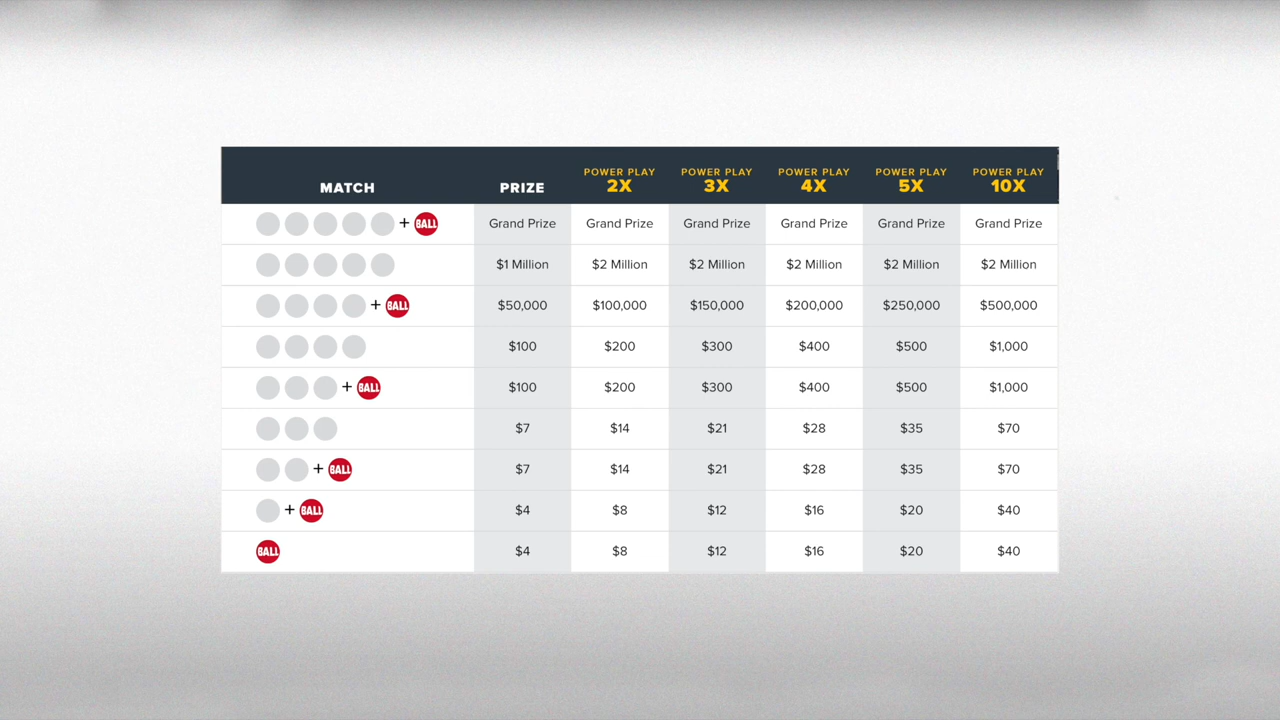 MATCH PRIZE POWER PLAY 2X POWER PLAY 3X POWER PLAY 4X POWER PLAY 5X POWER PLAY 10X
+ BALL Grand Prize Grand Prize Grand Prize Grand Prize Grand Prize Grand Prize
$1 Million $2 Million $2 Million $2 Million $2 Million $2 Million
+ BALL $50,000 $100,000 $150,000 $200,000 $250,000 $500,000
$100 $200 $300 $400 $500 $1,000
+ BALL $100 $200 $300 $400 $500 $1,000
$7 $14 $21 $28 $35 $70
+ BALL $7 $14 $21 $28 $35 $70
+ BALL $4 $8 $12 $16 $20 $40
BALL $4 $8 $12 $16 $20 $40